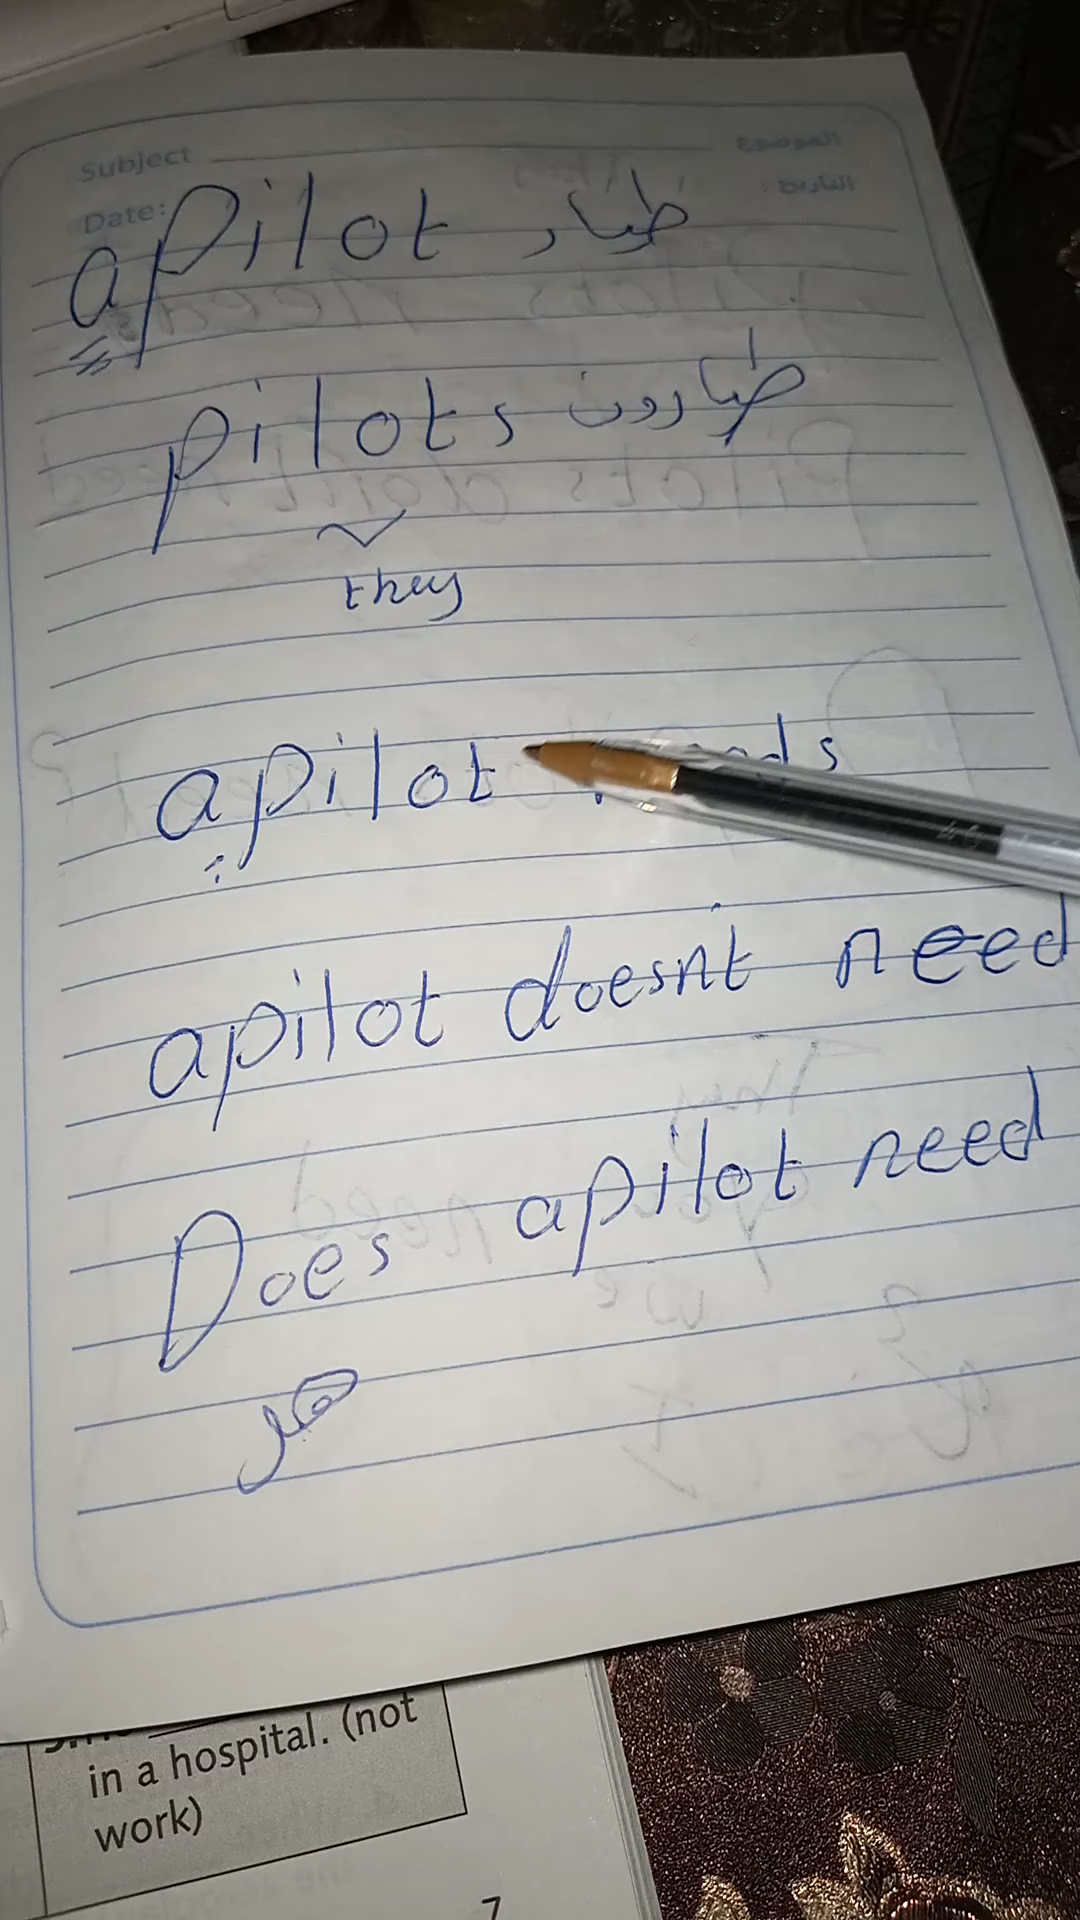 Subject الموضوع
Date: التاريخ:
apilot طيار
pilots طيارون
they
apilot
apilot doesnt need
Does apilot need
هل
in a hospital. (not
work)
7